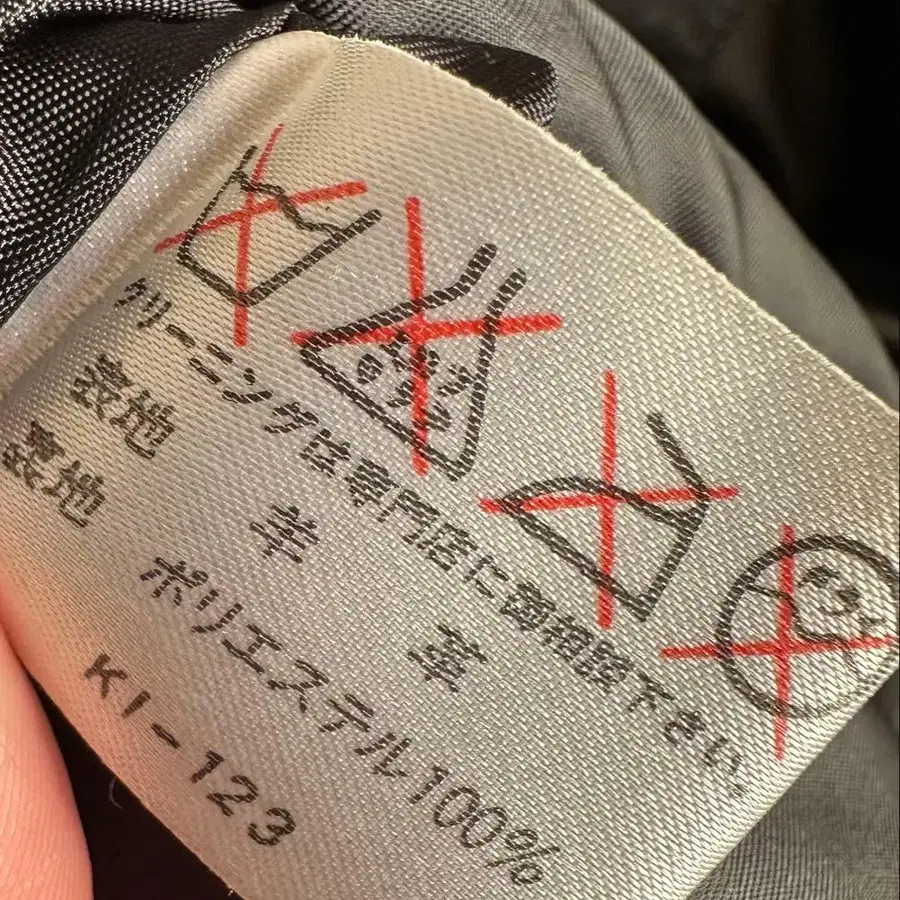 クリーニングは専門店に御相談下さい。
表地 羊 革
裏地 ポリエステル100%
KI-123